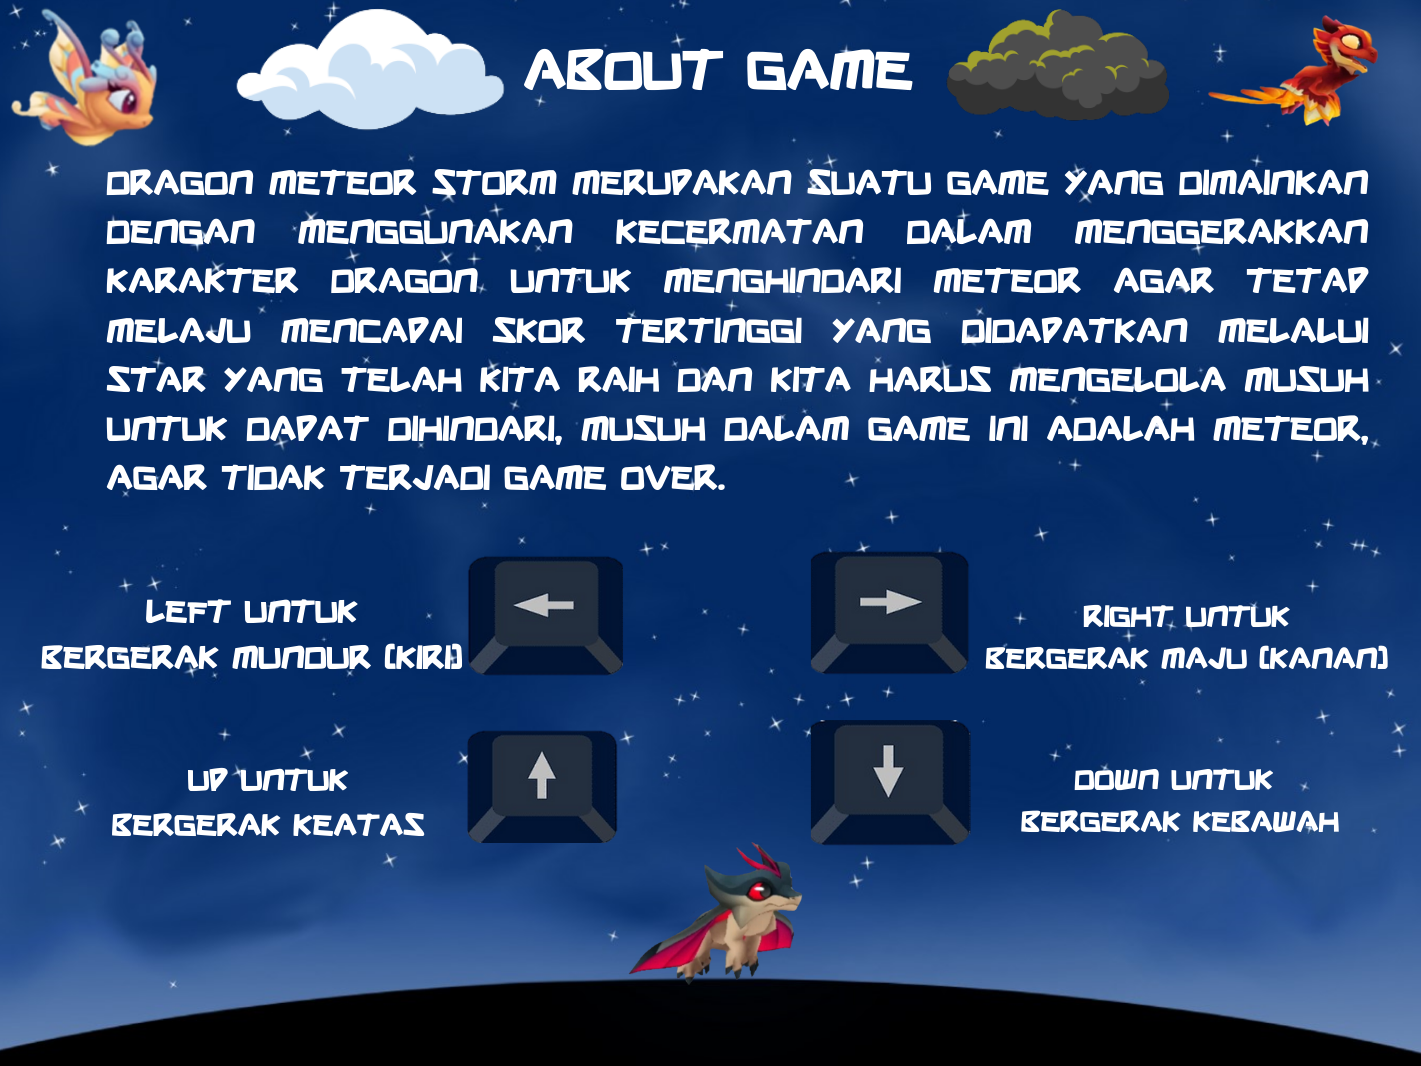 ABOUT GAME
DRAGON METEOR STORM MERUPAKAN SUATU GAME YANG DIMAINKAN
DENGAN MENGGUNAKAN KECERMATAN DALAM MENGGERAKKAN
KARAKTER DRAGON UNTUK MENGHINDARI METEOR AGAR TETAP
MELAJU MENCAPAI SKOR TERTINGGI YANG DIDAPATKAN MELALUI
STAR YANG TELAH KITA RAIH DAN KITA HARUS MENGELOLA MUSUH
UNTUK DAPAT DIHINDARI, MUSUH DALAM GAME INI ADALAH METEOR,
AGAR TIDAK TERJADI GAME OVER.
LEFT UNTUK
BERGERAK MUNDUR (KIRI)
RIGHT UNTUK
BERGERAK MAJU (KANAN)
UP UNTUK
BERGERAK KEATAS
DOWN UNTUK
BERGERAK KEBAWAH